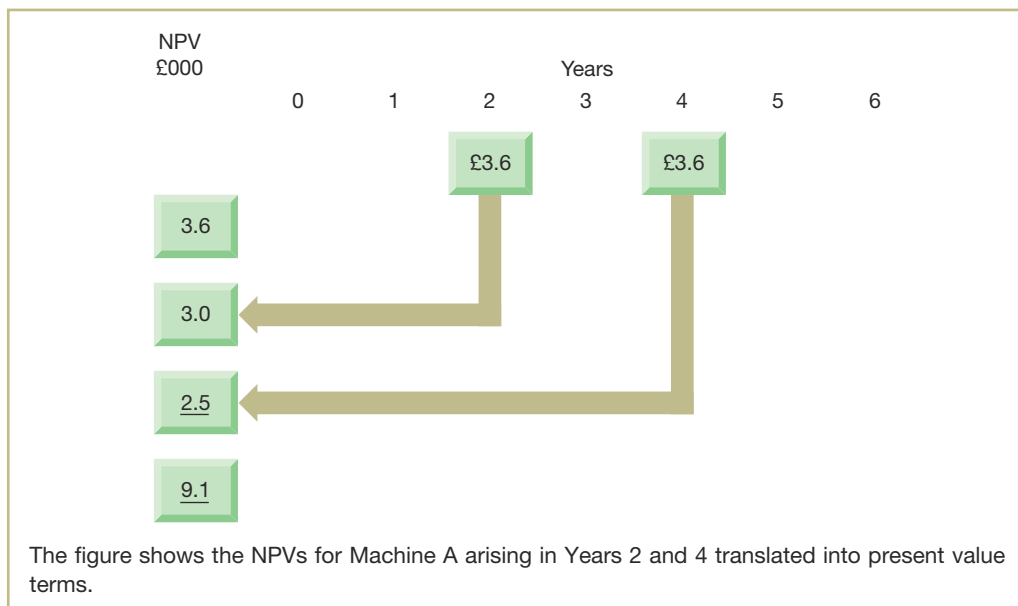 NPV
£000
Years
0 1 2 3 4 5 6
£3.6 £3.6
3.6
3.0
2.5
9.1
The figure shows the NPVs for Machine A arising in Years 2 and 4 translated into present value
terms.